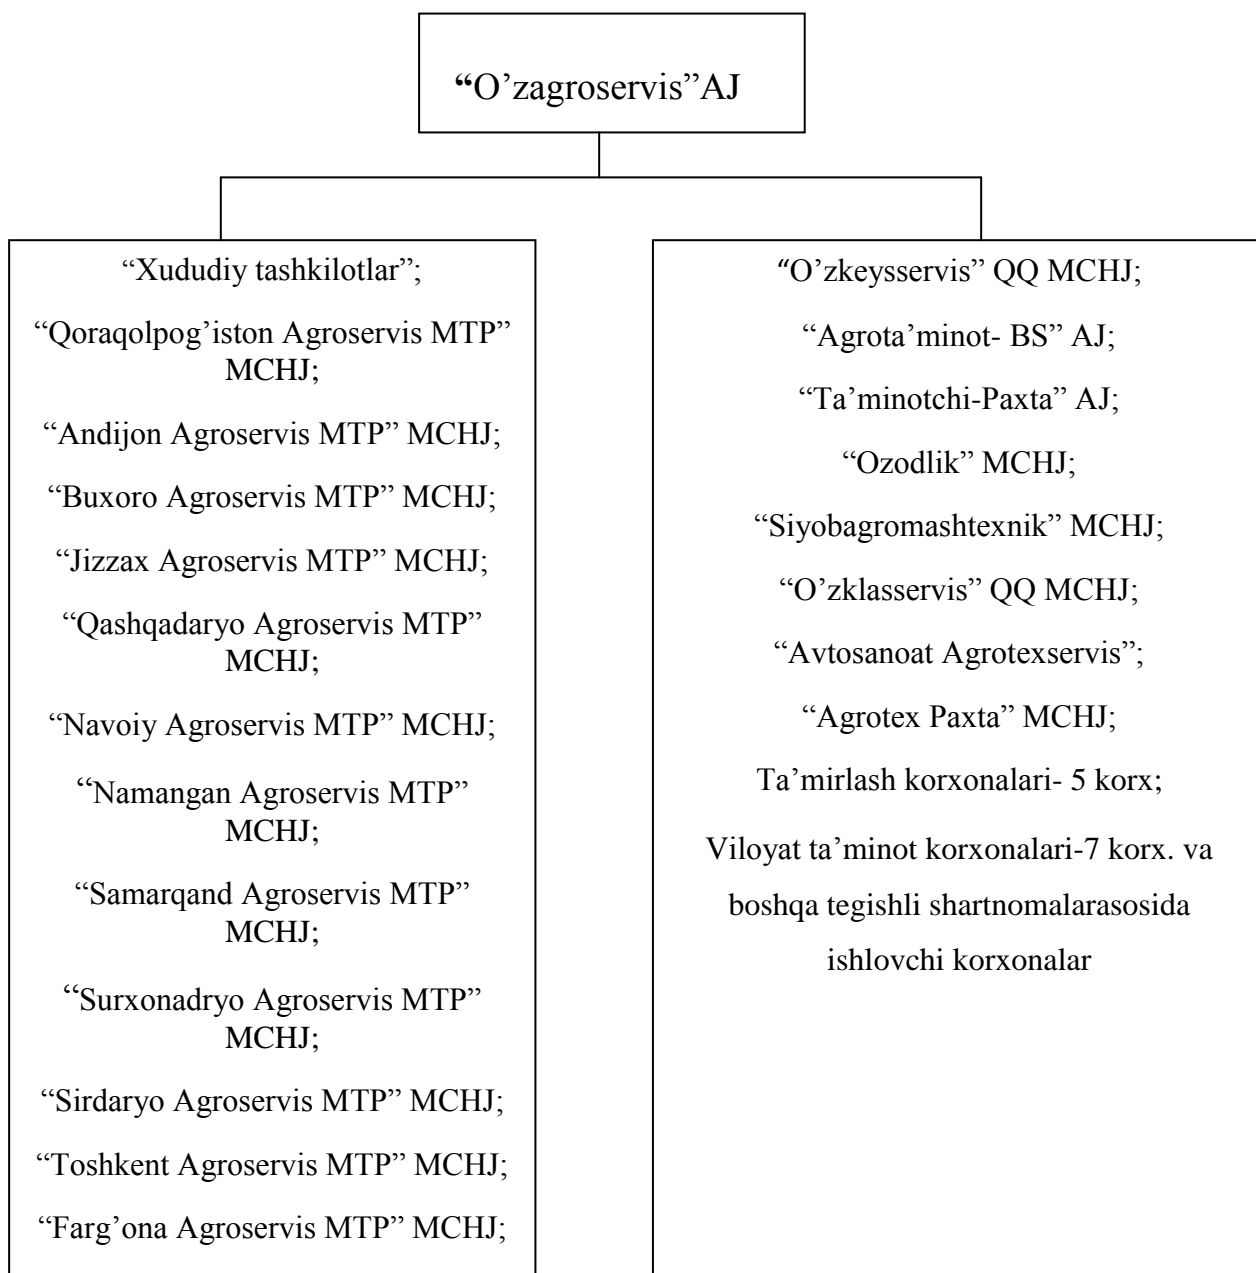 “O’zagroservis”AJ
“Xududiy tashkilotlar”;
“Qoraqolpog’iston Agroservis MTP”
MCHJ;
“Andijon Agroservis MTP” MCHJ;
“Buxoro Agroservis MTP” MCHJ;
“Jizzax Agroservis MTP” MCHJ;
“Qashqadaryo Agroservis MTP”
MCHJ;
“Navoiy Agroservis MTP” MCHJ;
“Namangan Agroservis MTP”
MCHJ;
“Samarqand Agroservis MTP”
MCHJ;
“Surxonadryo Agroservis MTP”
MCHJ;
“Sirdaryo Agroservis MTP” MCHJ;
“Toshkent Agroservis MTP” MCHJ;
“Farg’ona Agroservis MTP” MCHJ;
“O’zkeysservis” QQ MCHJ;
“Agrota’minot- BS” AJ;
“Ta’minotchi-Paxta” AJ;
“Ozodlik” MCHJ;
“Siyobagromashtexnik” MCHJ;
“O’zklasservis” QQ MCHJ;
“Avtosanoat Agrotexservis”;
“Agrotex Paxta” MCHJ;
Ta’mirlash korxonalari- 5 korx;
Viloyat ta’minot korxonalari-7 korx. va
boshqa tegishli shartnomalarasosida
ishlovchi korxonalar